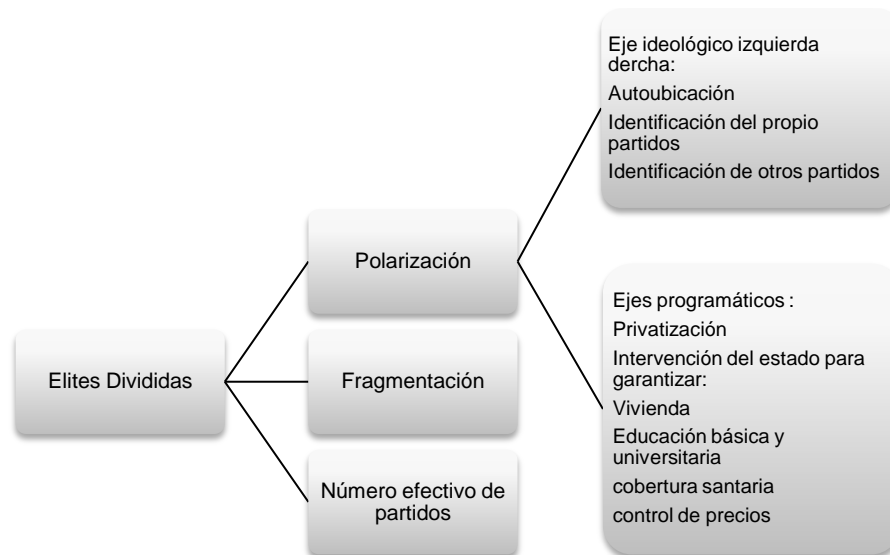 Elites Divididas
Polarización
Fragmentación
Número efectivo de
partidos
Eje ideológico izquierda
dercha:
Autoubicación
Identificación del propio
partidos
Identificación de otros partidos
Ejes programáticos :
Privatización
Intervención del estado para
garantizar:
Vivienda
Educación básica y
universitaria
cobertura santaria
control de precios